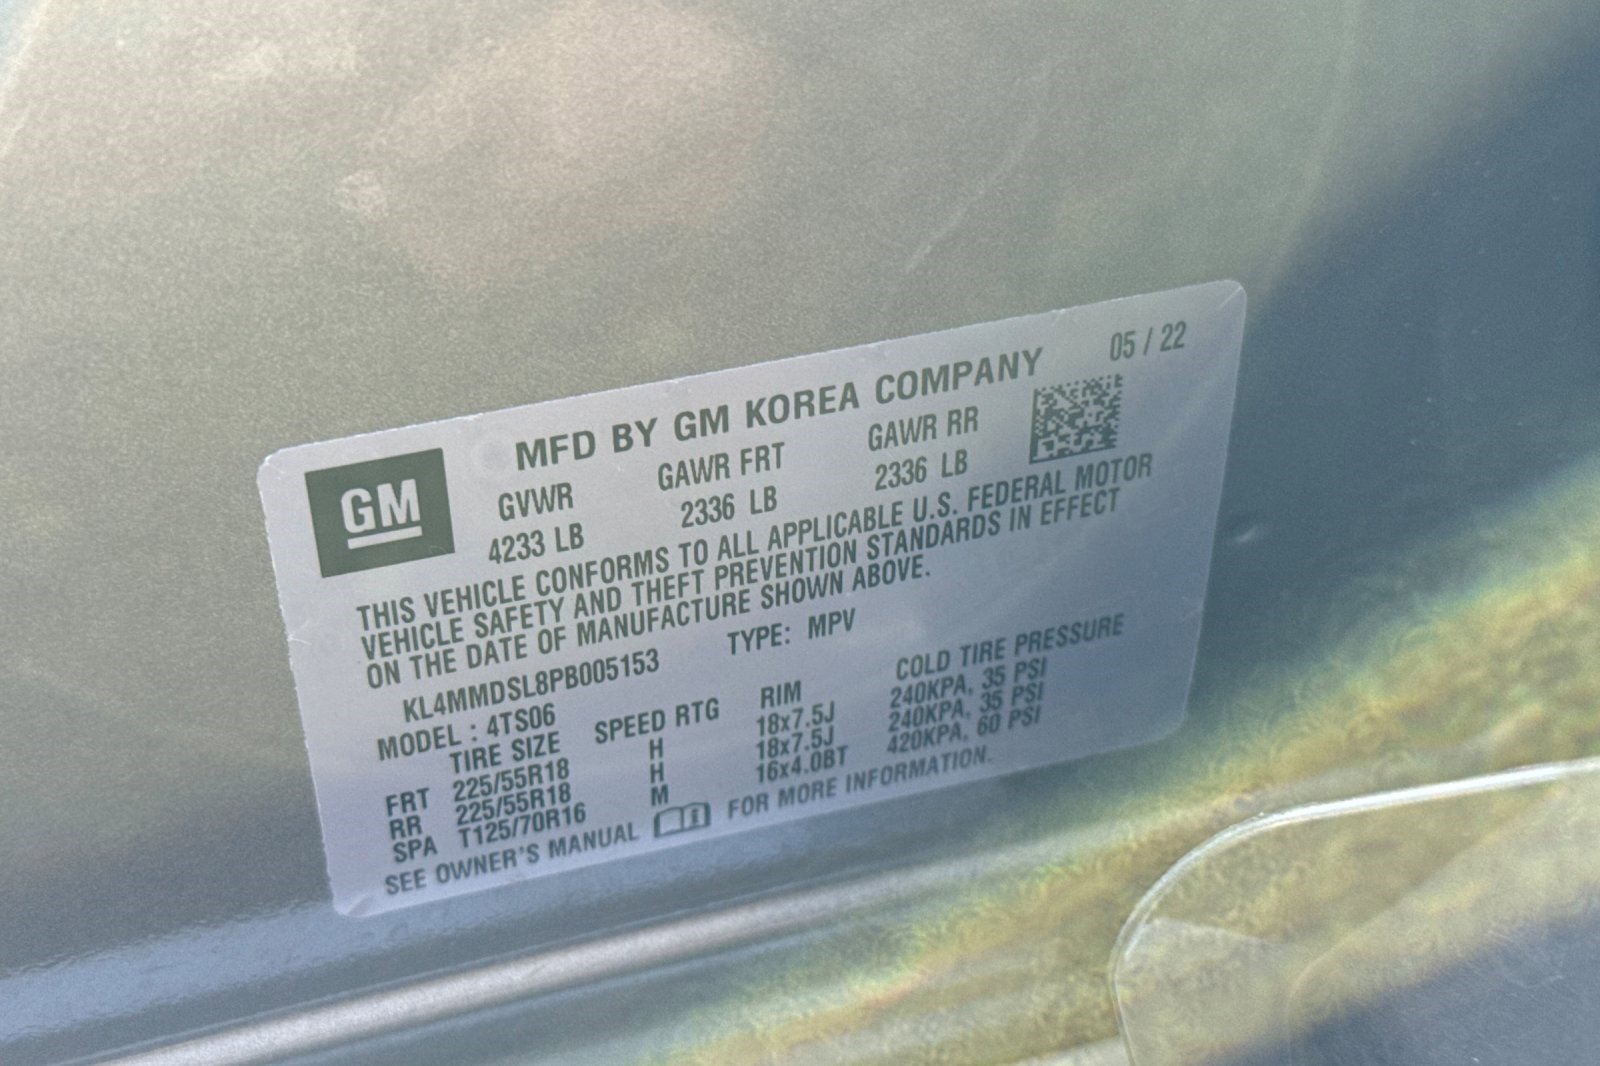 MFD BY GM KOREA COMPANY 05 / 22
GM
GVWR GAWR FRT GAWR RR
4233 LB 2336 LB 2336 LB
THIS VEHICLE CONFORMS TO ALL APPLICABLE U.S. FEDERAL MOTOR
VEHICLE SAFETY AND THEFT PREVENTION STANDARDS IN EFFECT
ON THE DATE OF MANUFACTURE SHOWN ABOVE.
KL4MMDSL8PB005153 TYPE: MPV
MODEL : 4TS06
TIRE SIZE SPEED RTG RIM COLD TIRE PRESSURE
FRT 225/55R18 H 18x7.5J 240KPA, 35 PSI
RR 225/55R18 H 18x7.5J 240KPA, 35 PSI
SPA T125/70R16 M 16x4.0BT 420KPA, 60 PSI
SEE OWNER'S MANUAL FOR MORE INFORMATION.